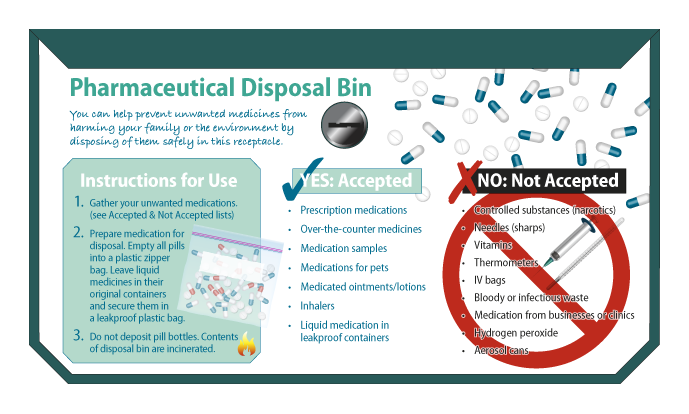 Pharmaceutical Disposal Bin
You can help prevent unwanted medicines from
harming your family or the environment by
disposing of them safely in this receptacle.
Instructions for Use
1. Gather your unwanted medications.
(see Accepted & Not Accepted lists)
2. Prepare medication for
disposal. Empty all pills
into a plastic zipper
bag. Leave liquid
medicines in their
original containers
and secure them in
a leakproof plastic bag.
3. Do not deposit pill bottles. Contents
of disposal bin are incinerated.
YES: Accepted
• Prescription medications
• Over-the-counter medicines
• Medication samples
• Medications for pets
• Medicated ointments/lotions
• Inhalers
• Liquid medication in
leakproof containers
NO: Not Accepted
• Controlled substances (narcotics)
• Needles (sharps)
• Vitamins
• Thermometers
• IV bags
• Bloody or infectious waste
• Medication from businesses or clinics
• Hydrogen peroxide
• Aerosol cans